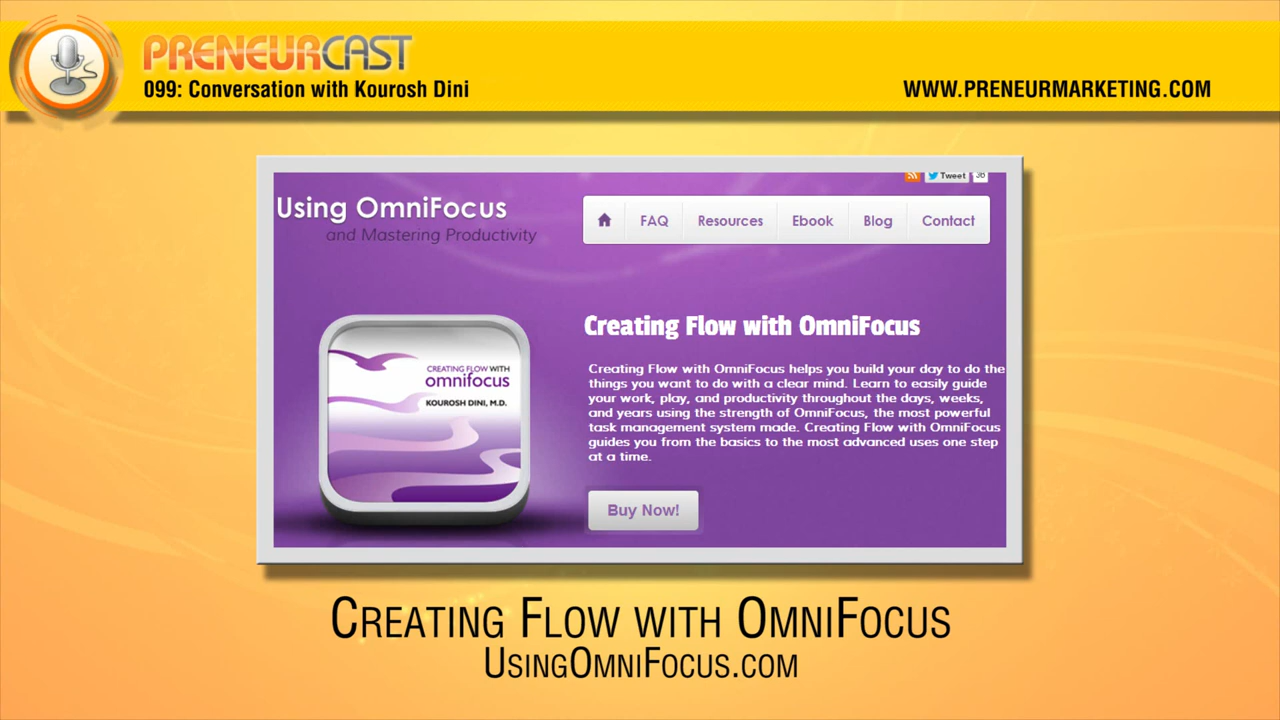 PRENEURCAST
099: Conversation with Kourosh Dini
WWW.PRENEURMARKETING.COM
Tweet
Using OmniFocus
and Mastering Productivity
FAQ Resources Ebook Blog Contact
CREATING FLOW WITH
omnifocus
KOUROSH DINI, M.D.
Creating Flow with OmniFocus
Creating Flow with OmniFocus helps you build your day to do the
things you want to do with a clear mind. Learn to easily guide
your work, play, and productivity throughout the days, weeks,
and years using the strength of OmniFocus, the most powerful
task management system made. Creating Flow with OmniFocus
guides you from the basics to the most advanced uses one step
at a time.
Buy Now!
CREATING FLOW WITH OMNIFOCUS
USINGOMNIFOCUS.COM